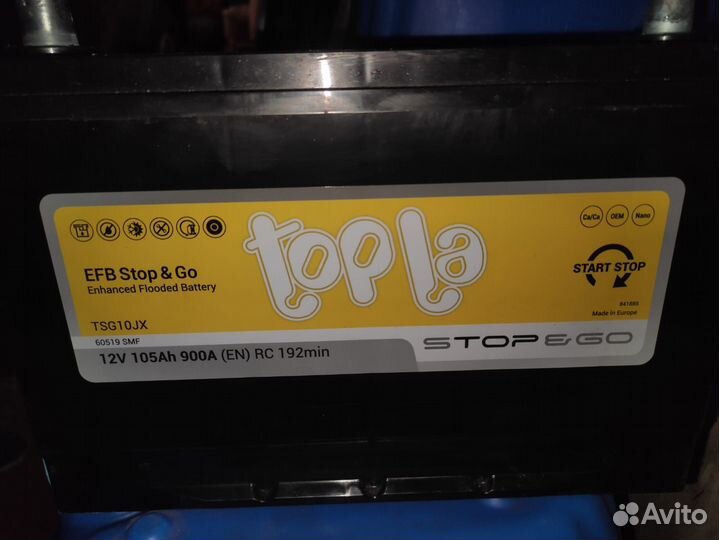 topla
Ca/Ca OEM Nano
EFB Stop & Go
Enhanced Flooded Battery
START STOP
TSG10JX
Made in Europe
60519 SMF
STOP&GO
12V 105Ah 900A (EN) RC 192min
Avito